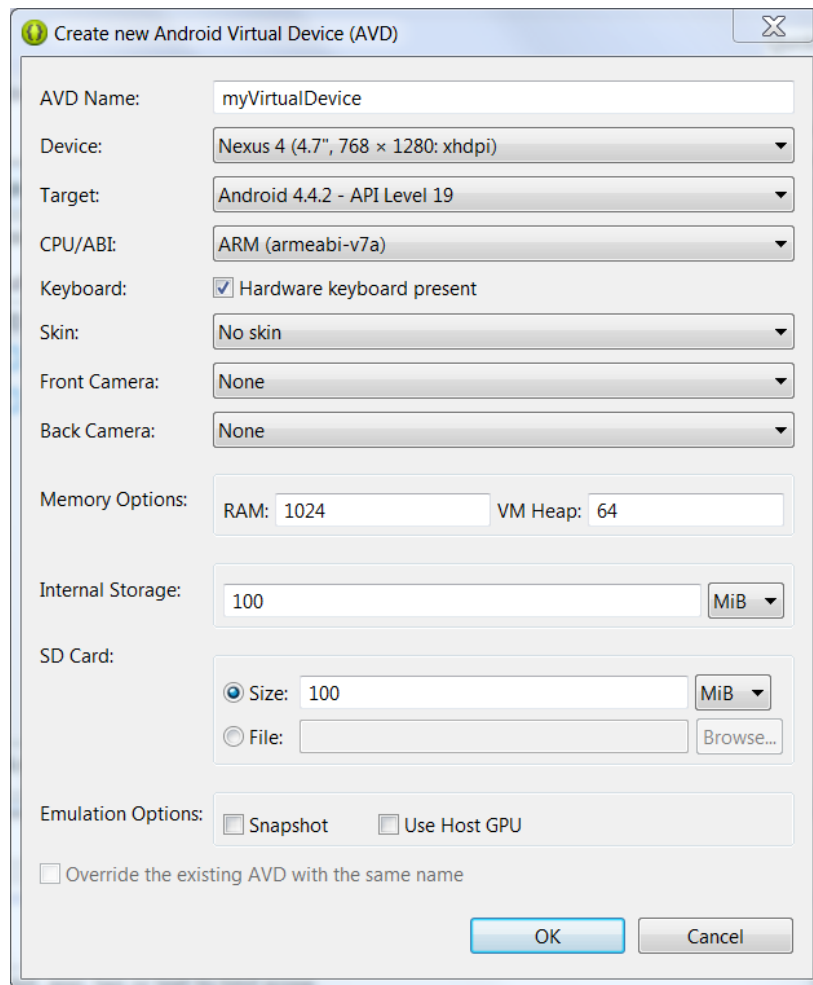 Create new Android Virtual Device (AVD)
AVD Name: myVirtualDevice
Device: Nexus 4 (4.7", 768 × 1280: xhdpi)
Target: Android 4.4.2 - API Level 19
CPU/ABI: ARM (armeabi-v7a)
Keyboard: Hardware keyboard present
Skin: No skin
Front Camera: None
Back Camera: None
Memory Options: RAM: 1024 VM Heap: 64
Internal Storage: 100 MiB
SD Card:
Size: 100 MiB
File: Browse...
Emulation Options: Snapshot Use Host GPU
Override the existing AVD with the same name
OK Cancel